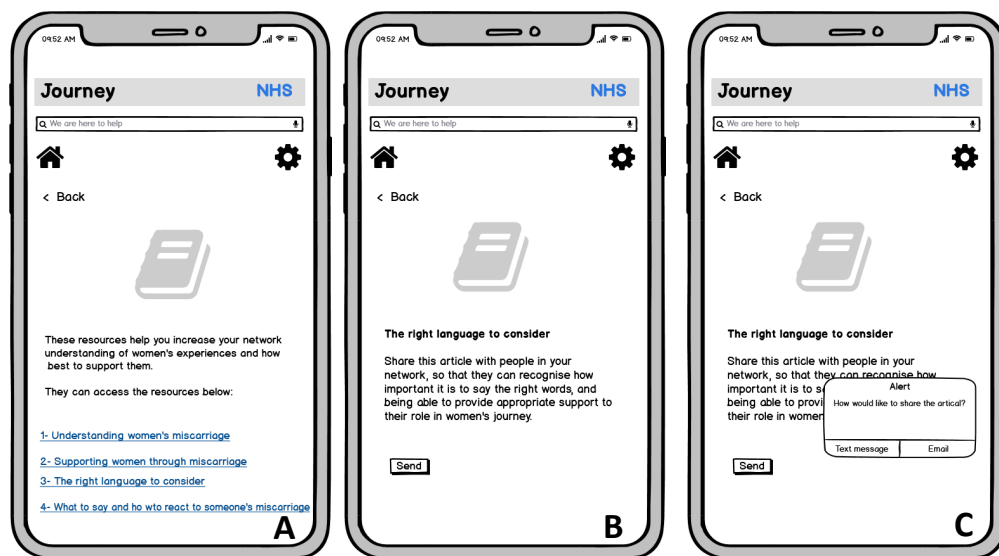 09:52 AM
Journey NHS
We are here to help
< Back
These resources help you increase your network
understanding of women's experiences and how
best to support them.
They can access the resources below:
1- Understanding women's miscarriage
2- Supporting women through miscarriage
3- The right language to consider
4- What to say and ho wto react to someone's miscarriage
A
09:52 AM
Journey NHS
We are here to help
< Back
The right language to consider
Share this article with people in your
network, so that they can recognise how
important it is to say the right words, and
being able to provide appropriate support to
their role in women's journey.
Send
B
09:52 AM
Journey NHS
We are here to help
< Back
The right language to consider
Share this article with people in your
network, so that they can recognise how
important it is to s
being able to provi
their role in women
Alert
How would like to share the artical?
Text message Email
Send
C